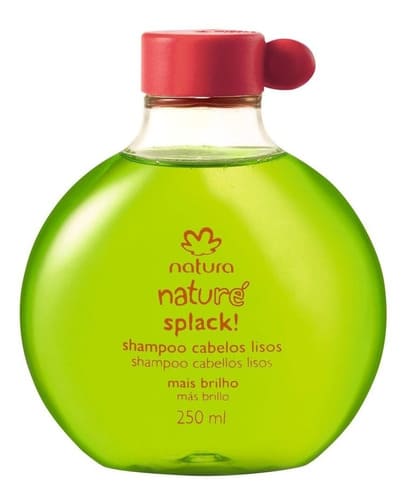 natura
naturé
splack!
shampoo cabelos lisos
shampoo cabellos lisos
mais brilho
más brillo
250 ml